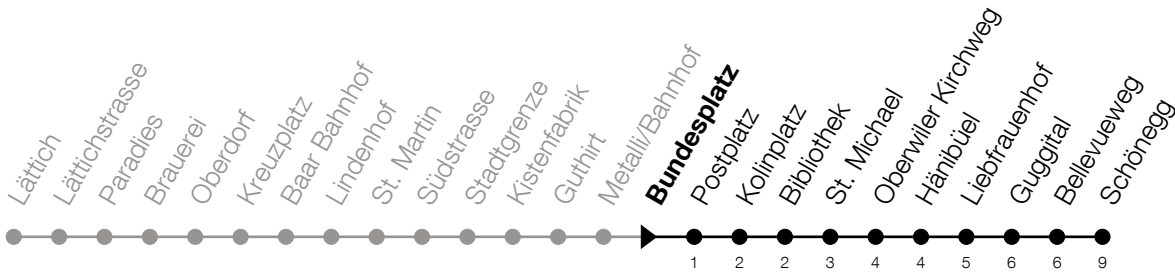 Lättich
Lättichstrasse
Paradies
Brauerei
Oberdorf
Kreuzplatz
Baar Bahnhof
Lindenhof
St. Martin
Südstrasse
Stadtgrenze
Kistenfabrik
Guthirt
Metalli/Bahnhof
Bundesplatz
Postplatz
Kolinplatz
Bibliothek
St. Michael
Oberwiler Kirchweg
Hänibüel
Liebfrauenhof
Guggital
Bellevueweg
Schönegg
1 2 2 3 4 4 5 6 6 9